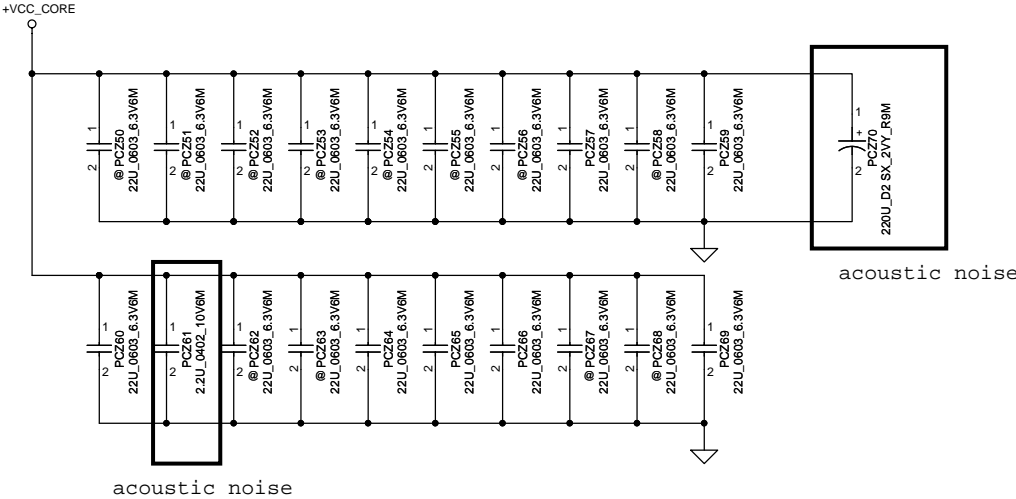 +VCC_CORE
1
2
@ PCZ50
22U_0603_6.3V6M
1
2
@ PCZ51
22U_0603_6.3V6M
1
2
@ PCZ52
22U_0603_6.3V6M
1
2
@ PCZ53
22U_0603_6.3V6M
1
2
@ PCZ54
22U_0603_6.3V6M
1
2
@ PCZ55
22U_0603_6.3V6M
1
2
@ PCZ56
22U_0603_6.3V6M
1
2
PCZ57
22U_0603_6.3V6M
1
2
@ PCZ58
22U_0603_6.3V6M
1
2
PCZ59
22U_0603_6.3V6M
1
+
2
PCZ70
220U_D2 SX_2VY_R9M
acoustic noise
1
2
PCZ60
22U_0603_6.3V6M
1
2
PCZ61
2.2U_0402_10V6M
1
2
@ PCZ62
22U_0603_6.3V6M
1
2
@ PCZ63
22U_0603_6.3V6M
1
2
PCZ64
22U_0603_6.3V6M
1
2
PCZ65
22U_0603_6.3V6M
1
2
PCZ66
22U_0603_6.3V6M
1
2
@ PCZ67
22U_0603_6.3V6M
1
2
@ PCZ68
22U_0603_6.3V6M
1
2
PCZ69
22U_0603_6.3V6M
acoustic noise